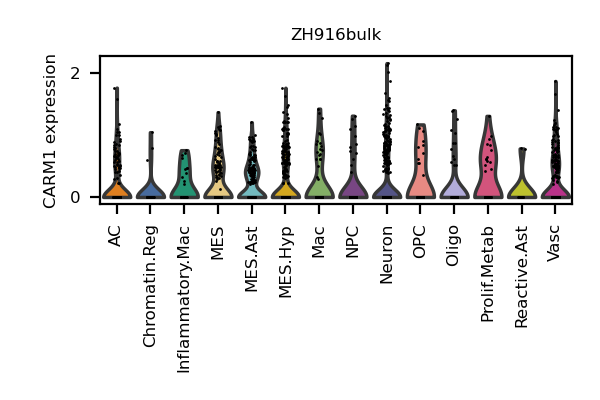 ZH916bulk
CARM1 expression
2
0
AC
Chromatin.Reg
Inflammatory.Mac
MES
MES.Ast
MES.Hyp
Mac
NPC
Neuron
OPC
Oligo
Prolif.Metab
Reactive.Ast
Vasc